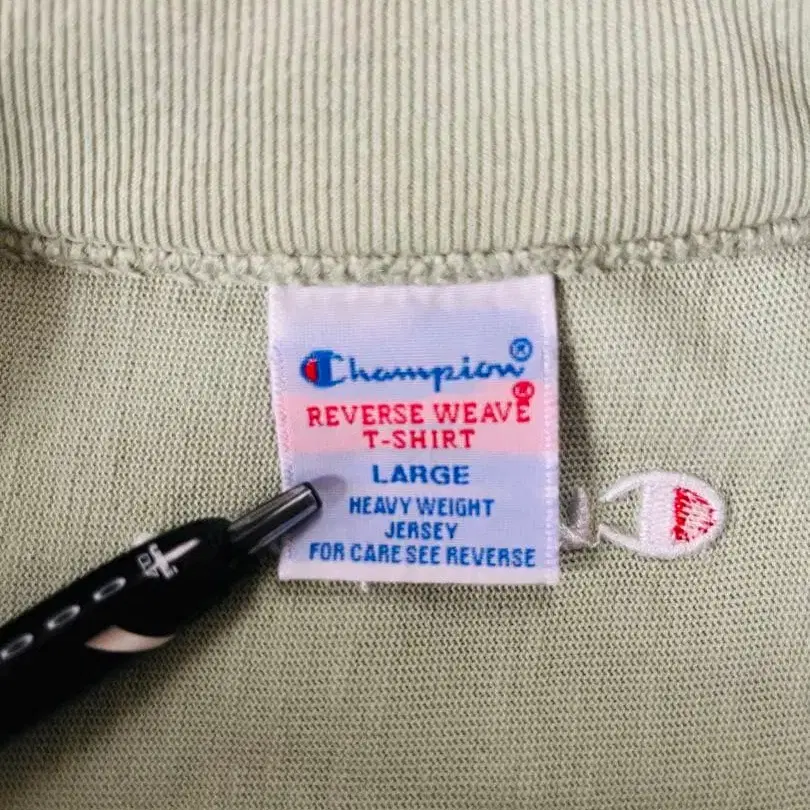 Champion®
REVERSE WEAVE
T-SHIRT
LARGE
HEAVY WEIGHT
JERSEY
FOR CARE SEE REVERSE